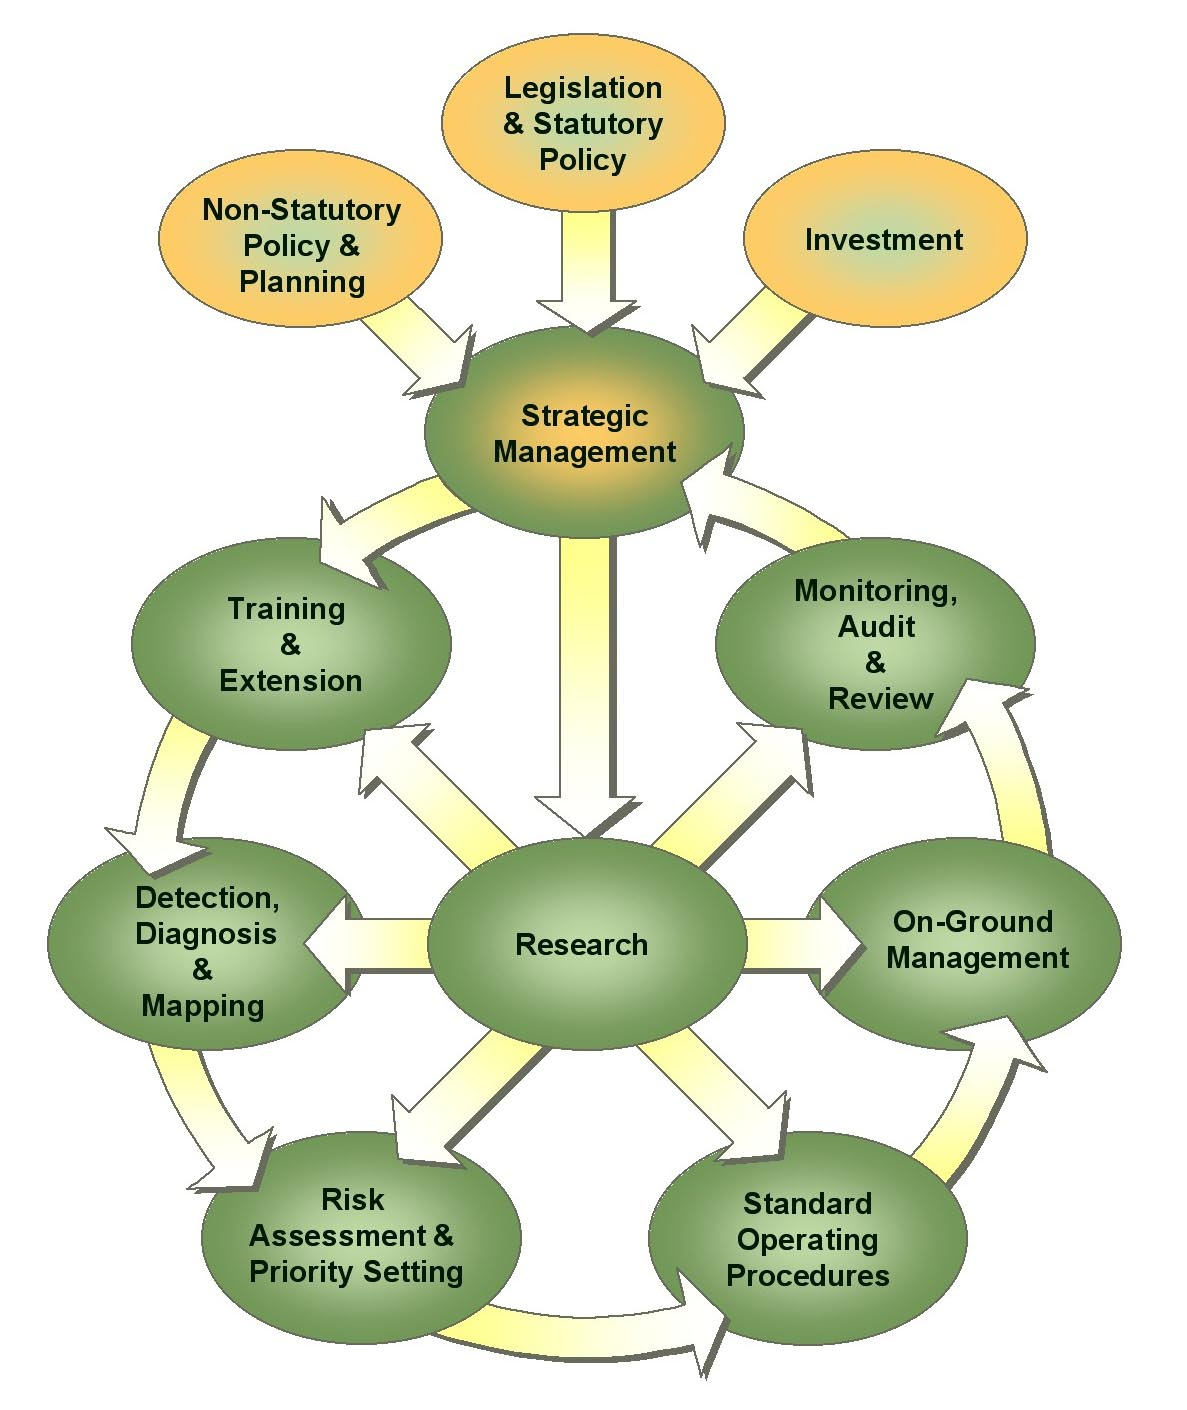 Legislation
& Statutory
Policy
Non-Statutory
Policy &
Planning
Investment
Strategic
Management
Training
&
Extension
Monitoring,
Audit
&
Review
Detection,
Diagnosis
&
Mapping
Research
On-Ground
Management
Risk
Assessment &
Priority Setting
Standard
Operating
Procedures